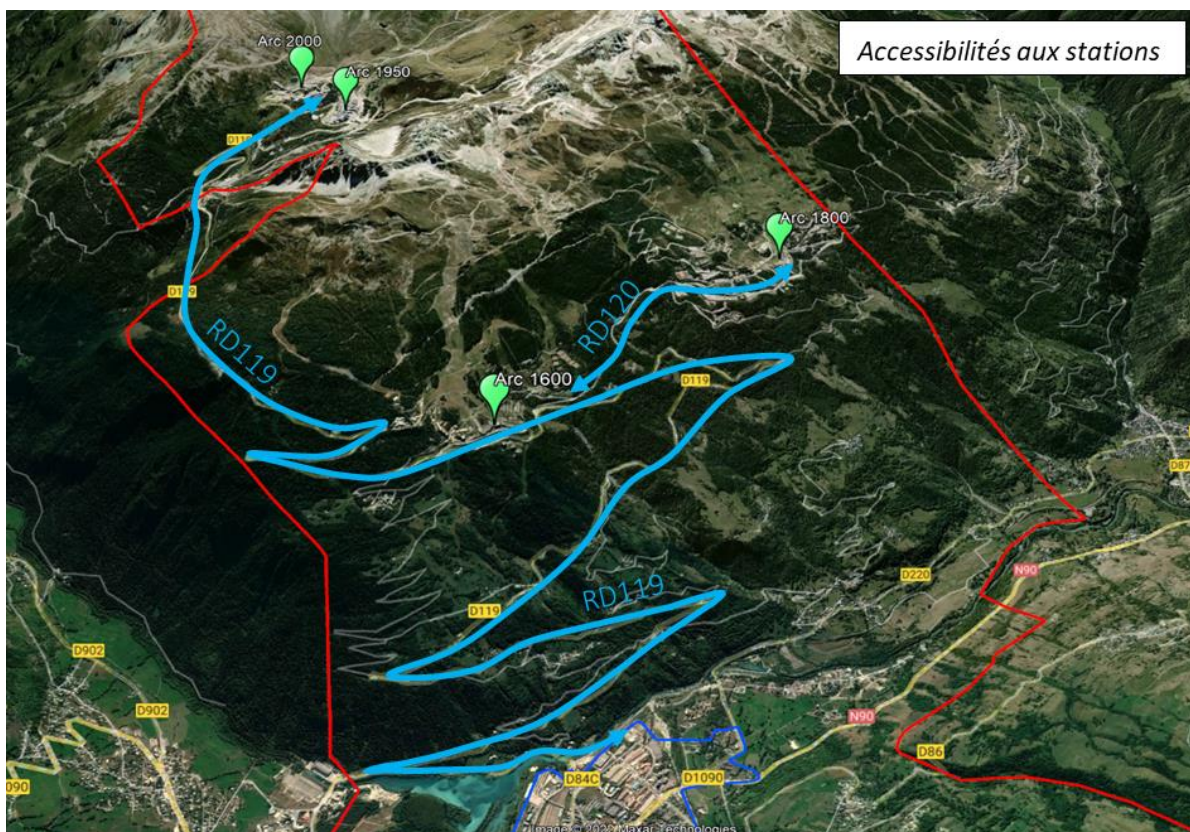 Accessibilités aux stations
Arc 2000
Arc 1950
D119
Arc 1800
D119
RD120
RD119
Arc 1600
D119
D87
D220
N90
RD119
D119
D902
D902
N90
D86
090
D84C
D1090
Image © 2022 Maxar Technologies